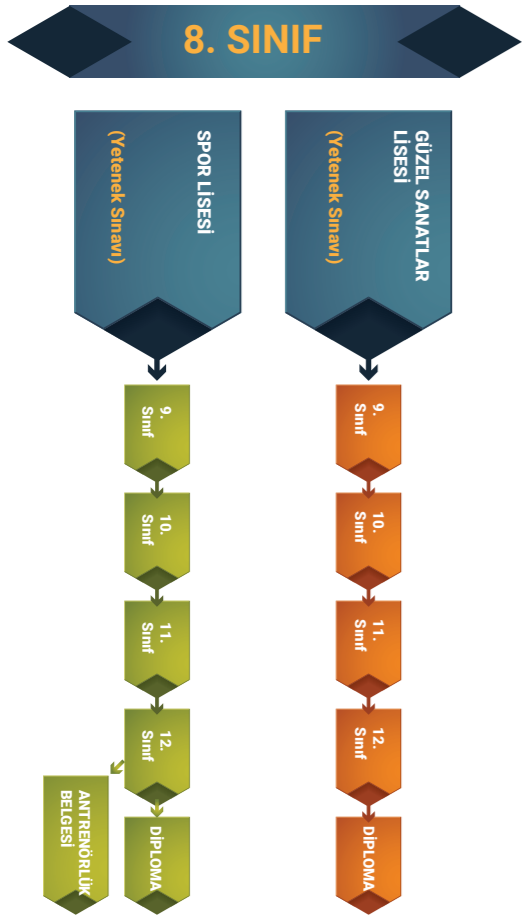 8. SINIF
SPOR LİSESİ
(Yetenek Sınavı)
9.
Sınıf
10.
Sınıf
11.
Sınıf
12.
Sınıf
DİPLOMA
ANTRENÖRLÜK
BELGESİ
GÜZEL SANATLAR
LİSESİ
(Yetenek Sınavı)
9.
Sınıf
10.
Sınıf
11.
Sınıf
12.
Sınıf
DİPLOMA